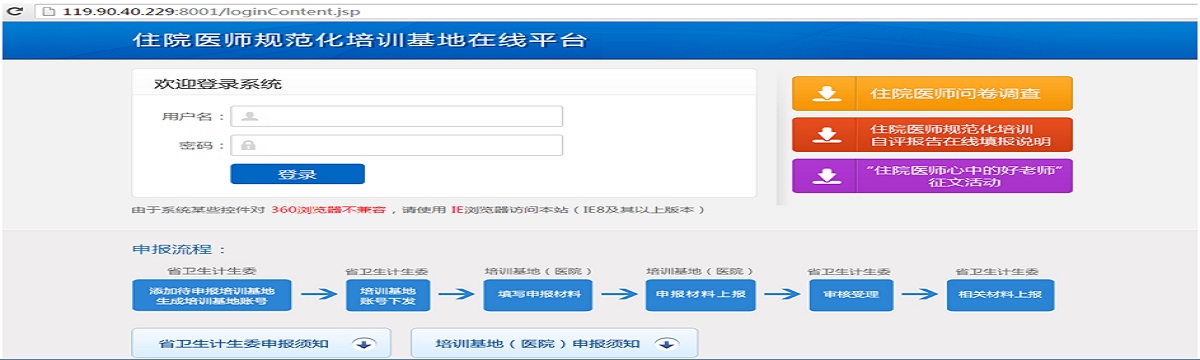 119.90.40.229:8001/loginContent.jsp
住院医师规范化培训基地在线平台
欢迎登录系统
用户名：
密码：
登录
由于系统某些控件对 360浏览器不兼容，请使用 IE浏览器访问本站（IE8及其以上版本）
住院医师问卷调查
住院医师规范化培训
自评报告在线填报说明
“住院医师心中的好老师”
征文活动
申报流程：
省卫生计生委
添加待申报培训基地
生成培训基地账号
省卫生计生委
培训基地
账号下发
培训基地（医院）
填写申报材料
培训基地（医院）
申报材料上报
省卫生计生委
审核受理
省卫生计生委
相关材料上报
省卫生计生委申报须知
培训基地（医院）申报须知